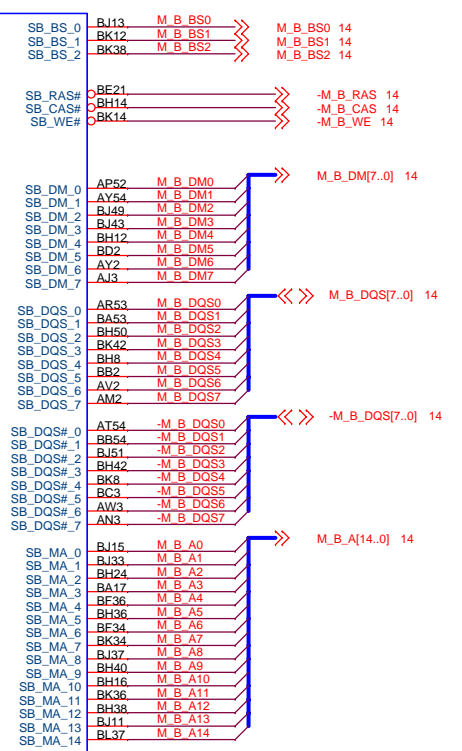 SB_BS_0 BJ13 M_B_BS0 M_B_BS0 14
SB_BS_1 BK12 M_B_BS1 M_B_BS1 14
SB_BS_2 BK38 M_B_BS2 M_B_BS2 14
SB_RAS# BE21 -M_B_RAS 14
SB_CAS# BH14 -M_B_CAS 14
SB_WE# BK14 -M_B_WE 14
M_B_DM[7..0] 14
SB_DM_0 AP52 M_B_DM0
SB_DM_1 AY54 M_B_DM1
SB_DM_2 BJ49 M_B_DM2
SB_DM_3 BJ43 M_B_DM3
SB_DM_4 BH12 M_B_DM4
SB_DM_5 BD2 M_B_DM5
SB_DM_6 AY2 M_B_DM6
SB_DM_7 AJ3 M_B_DM7
M_B_DQS[7..0] 14
SB_DQS_0 AR53 M_B_DQS0
SB_DQS_1 BA53 M_B_DQS1
SB_DQS_2 BH50 M_B_DQS2
SB_DQS_3 BK42 M_B_DQS3
SB_DQS_4 BH8 M_B_DQS4
SB_DQS_5 BB2 M_B_DQS5
SB_DQS_6 AV2 M_B_DQS6
SB_DQS_7 AM2 M_B_DQS7
-M_B_DQS[7..0] 14
SB_DQS#_0 AT54 -M_B_DQS0
SB_DQS#_1 BB54 -M_B_DQS1
SB_DQS#_2 BJ51 -M_B_DQS2
SB_DQS#_3 BH42 -M_B_DQS3
SB_DQS#_4 BK8 -M_B_DQS4
SB_DQS#_5 BC3 -M_B_DQS5
SB_DQS#_6 AW3 -M_B_DQS6
SB_DQS#_7 AN3 -M_B_DQS7
M_B_A[14..0] 14
SB_MA_0 BJ15 M_B_A0
SB_MA_1 BJ33 M_B_A1
SB_MA_2 BH24 M_B_A2
SB_MA_3 BA17 M_B_A3
SB_MA_4 BF36 M_B_A4
SB_MA_5 BH36 M_B_A5
SB_MA_6 BF34 M_B_A6
SB_MA_7 BK34 M_B_A7
SB_MA_8 BJ37 M_B_A8
SB_MA_9 BH40 M_B_A9
SB_MA_10 BH16 M_B_A10
SB_MA_11 BK36 M_B_A11
SB_MA_12 BH38 M_B_A12
SB_MA_13 BJ11 M_B_A13
SB_MA_14 BL37 M_B_A14